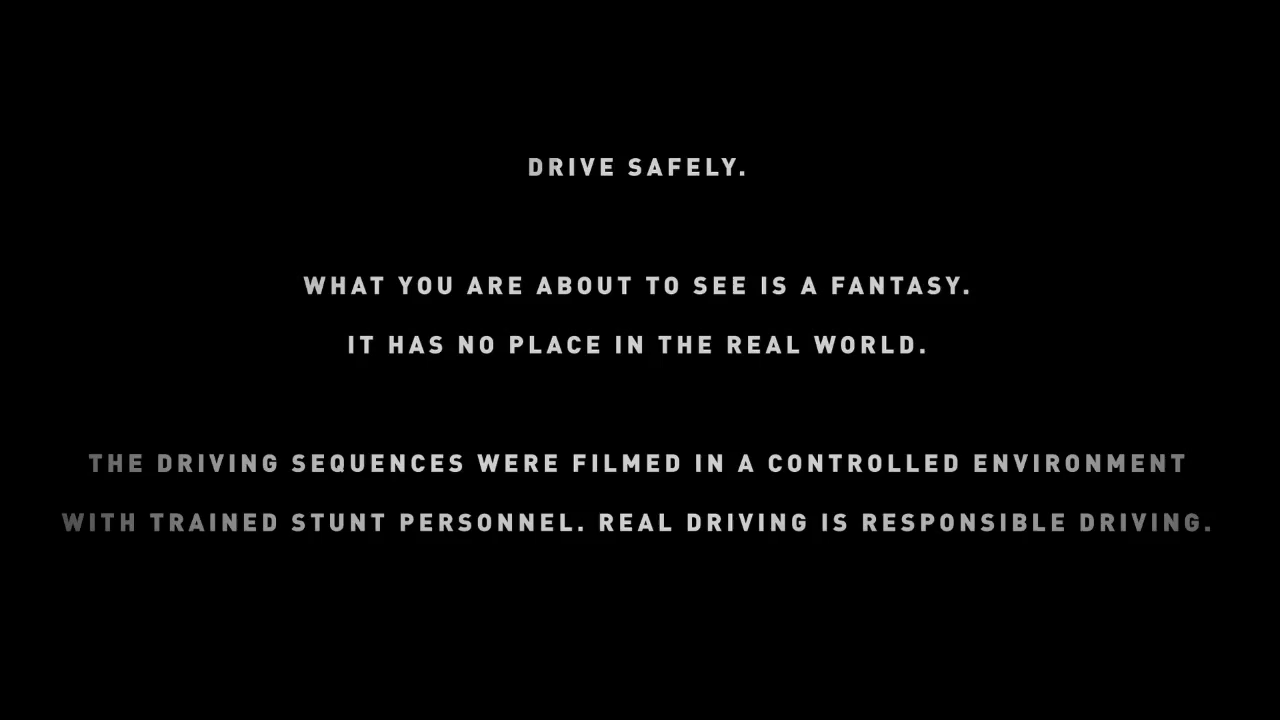 DRIVE SAFELY.
WHAT YOU ARE ABOUT TO SEE IS A FANTASY.
IT HAS NO PLACE IN THE REAL WORLD.
THE DRIVING SEQUENCES WERE FILMED IN A CONTROLLED ENVIRONMENT
WITH TRAINED STUNT PERSONNEL. REAL DRIVING IS RESPONSIBLE DRIVING.